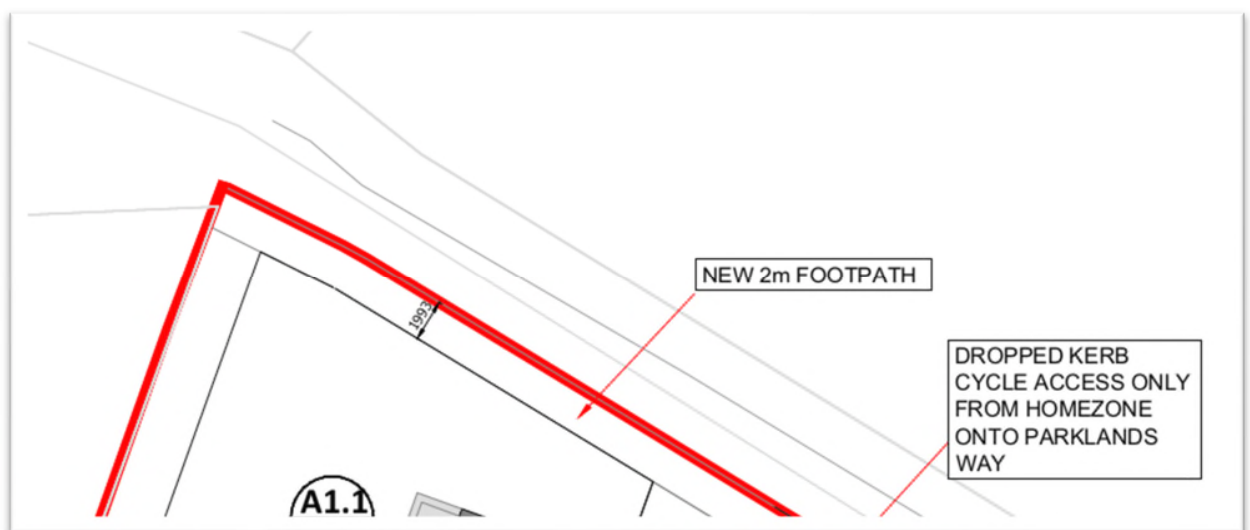 NEW 2m FOOTPATH
1993
DROPPED KERB
CYCLE ACCESS ONLY
FROM HOMEZONE
ONTO PARKLANDS
WAY
A1.1